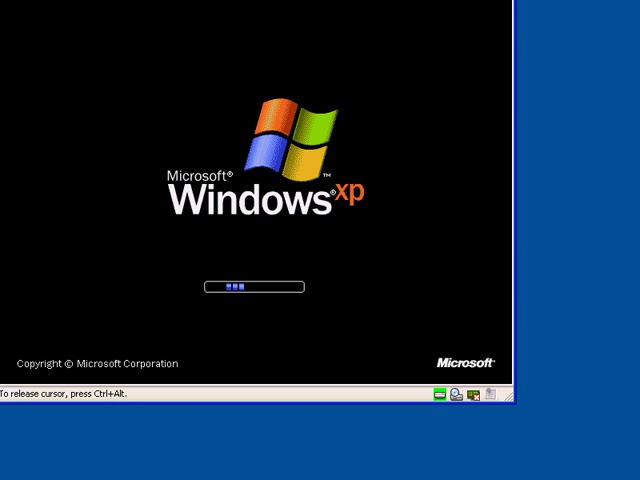 Microsoft®
Windows® xp ™
Copyright © Microsoft Corporation
Microsoft®
To release cursor, press Ctrl+Alt.